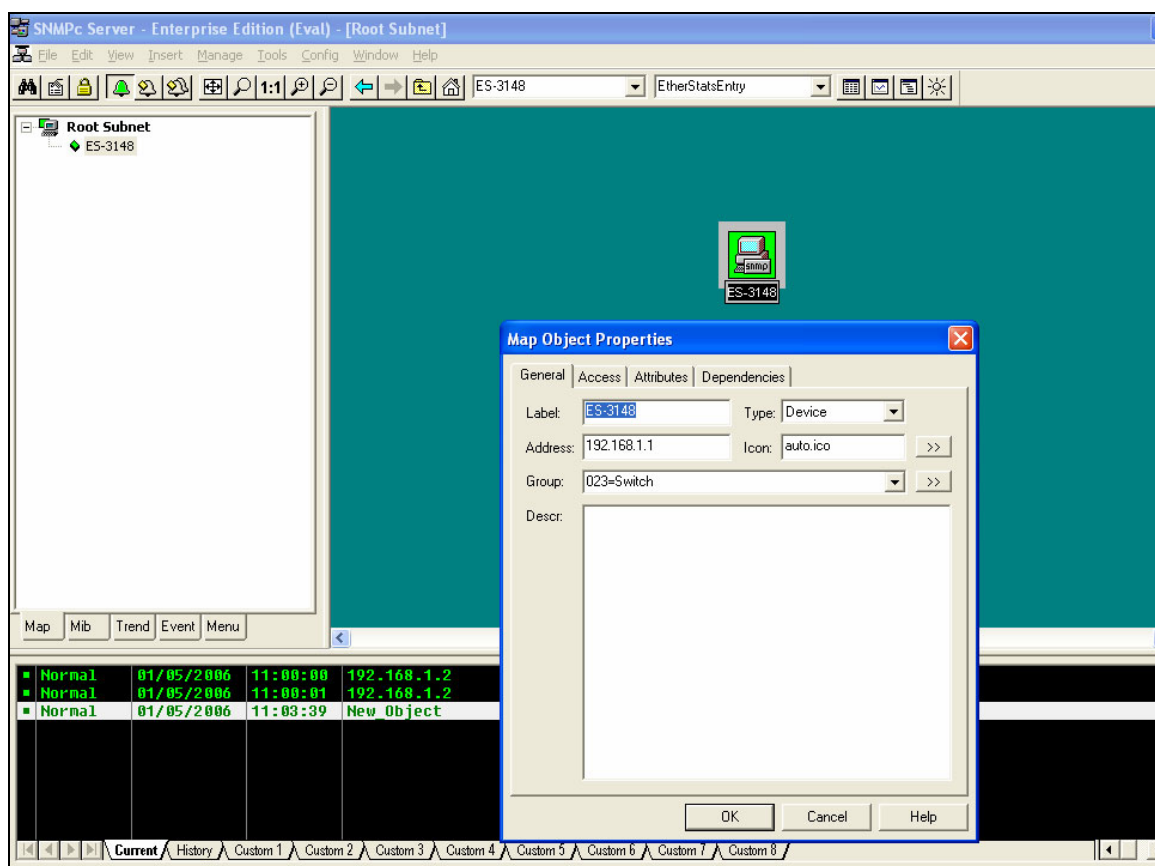 SNMPc Server - Enterprise Edition (Eval) - [Root Subnet]
File Edit View Insert Manage Tools Config Window Help
1:1 ES-3148 EtherStatsEntry
Root Subnet
ES-3148
snmp
ES-3148
Map Object Properties
General Access Attributes Dependencies
Label: ES-3148 Type: Device
Address: 192.168.1.1 Icon: auto.ico >>
Group: 023=Switch >>
Descr:
OK Cancel Help
Map Mib Trend Event Menu
Normal 01/05/2006 11:00:00 192.168.1.2
Normal 01/05/2006 11:00:01 192.168.1.2
Normal 01/05/2006 11:03:39 New_Object
Current History Custom 1 Custom 2 Custom 3 Custom 4 Custom 5 Custom 6 Custom 7 Custom 8